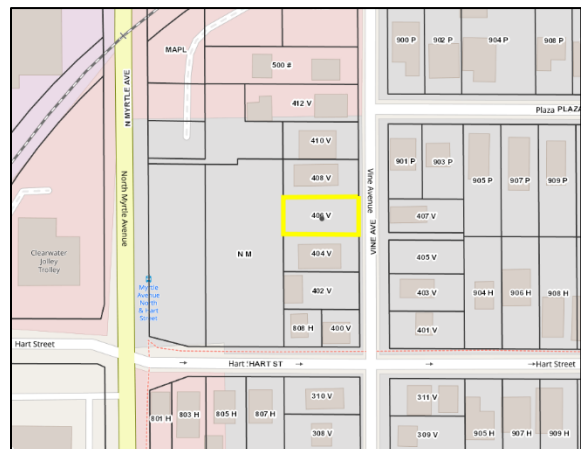 900 P
902 P
904 P
908 P
MAPL
500 #
412 V
N MYRTLE AVE
Plaza PLAZA
410 V
408 V
406 V
404 V
402 V
808 H
400 V
North Myrtle Avenue
Vine Avenue
VINE AVE
901 P
903 P
905 P
907 P
909 P
407 V
405 V
403 V
401 V
904 H
906 H
908 H
Clearwater
Jolley
Trolley
N M
Myrtle
Avenue
North
& Hart
Street
Hart Street
HART ST
Hart Street
801 H
803 H
805 H
807 H
310 V
308 V
311 V
309 V
905 H
907 H
909 H